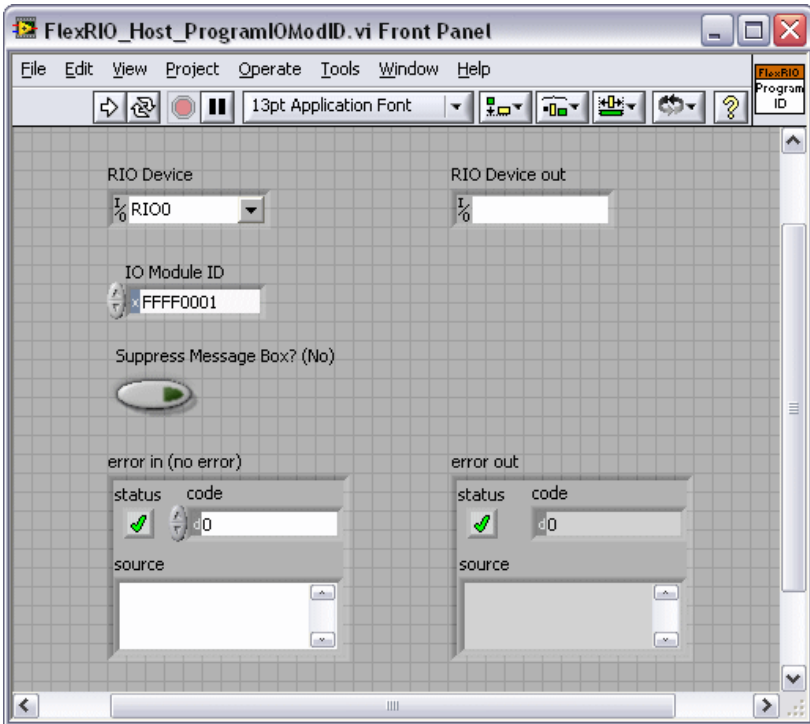 FlexRIO_Host_ProgramIOModID.vi Front Panel
File Edit View Project Operate Tools Window Help
FlexRIO
Program
ID
13pt Application Font
RIO Device
RIO Device out
I/O RIO0
I/O
IO Module ID
x FFFF0001
Suppress Message Box? (No)
error in (no error)
error out
status code
status code
d 0
d 0
source
source